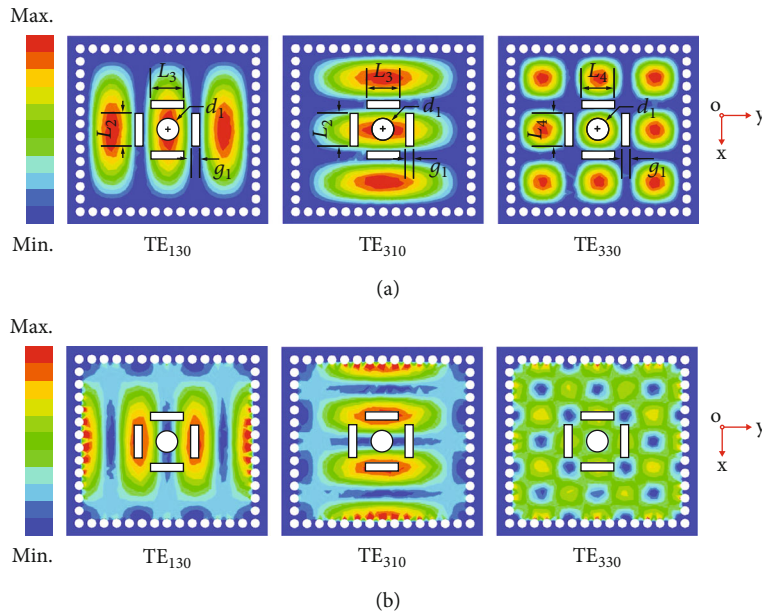 Max.
L3 L3 L4
L2 d1 L2 d1 L4 d1
g1 g1 g1
o y
x
Min. TE130 TE310 TE330
(a)
Max.
o y
x
Min. TE130 TE310 TE330
(b)